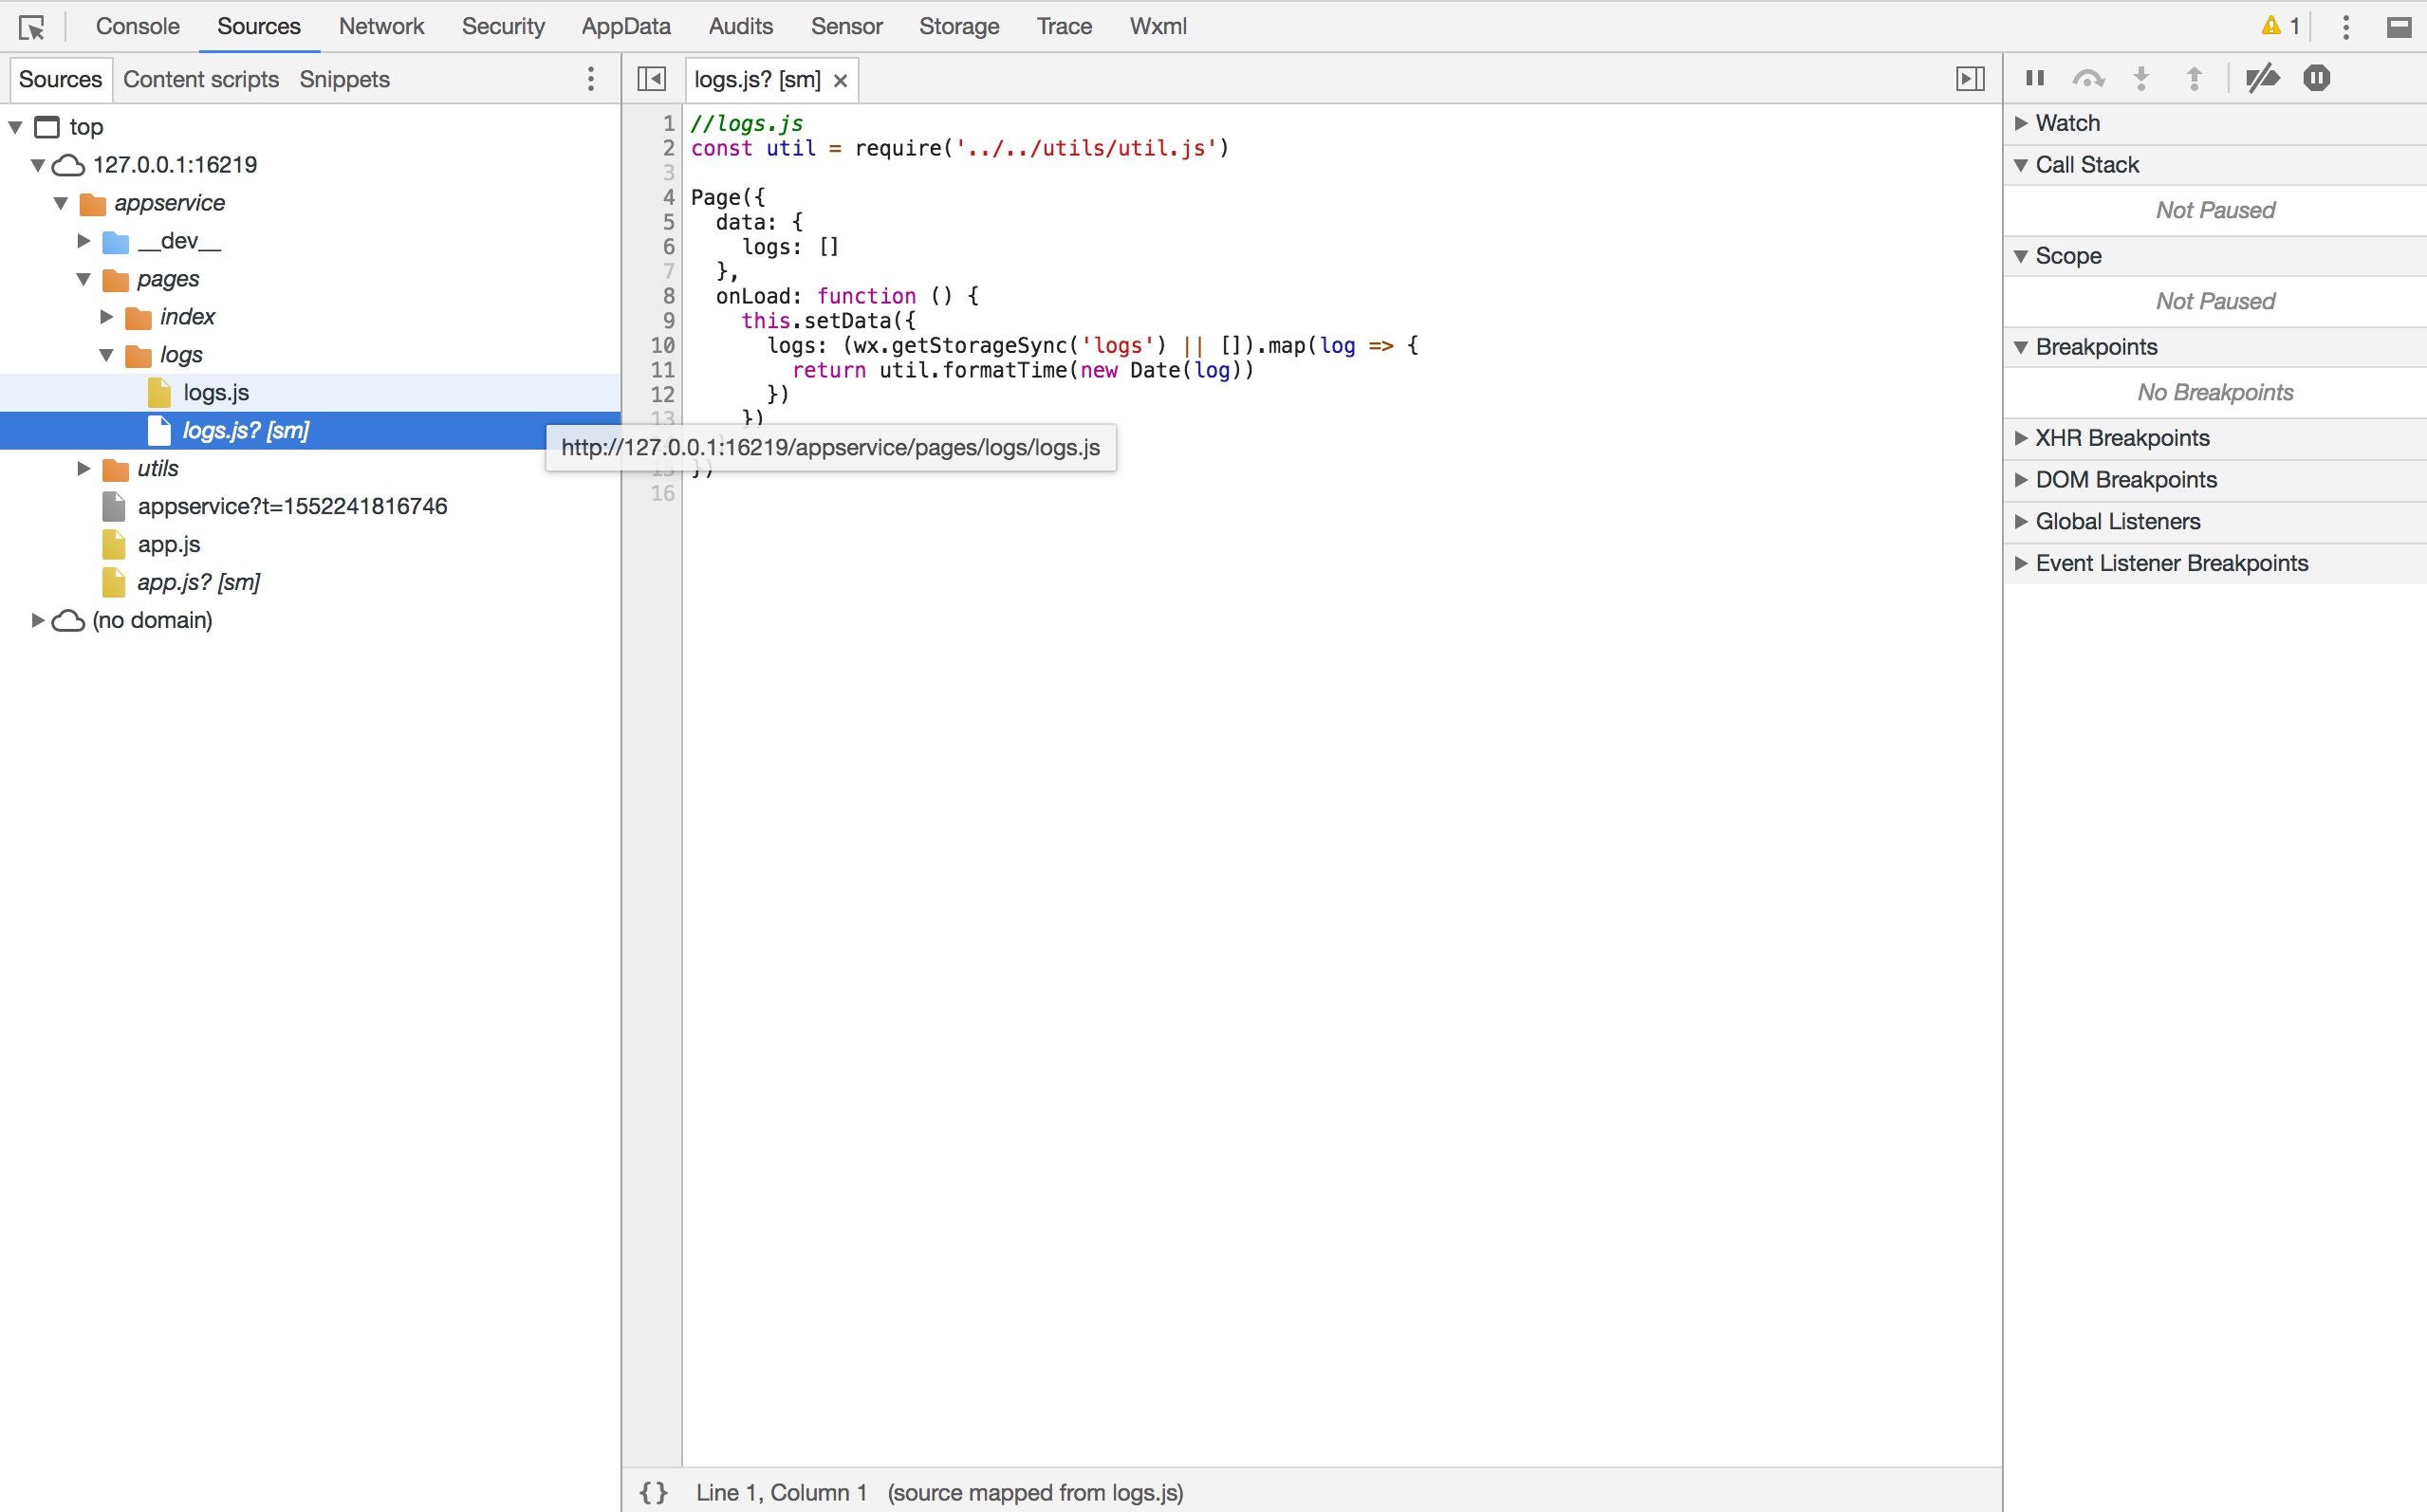 Console Sources Network Security AppData Audits Sensor Storage Trace Wxml 1
Sources Content scripts Snippets
top
127.0.0.1:16219
appservice
__dev__
pages
index
logs
logs.js
logs.js? [sm]
utils
appservice?t=1552241816746
app.js
app.js? [sm]
(no domain)
logs.js? [sm] ×
1 //logs.js
2 const util = require('../../utils/util.js')
3
4 Page({
5   data: {
6     logs: []
7   },
8   onLoad: function () {
9     this.setData({
10       logs: (wx.getStorageSync('logs') || []).map(log => {
11         return util.formatTime(new Date(log))
12       })
13     })
http://127.0.0.1:16219/appservice/pages/logs/logs.js
15 })
16
{} Line 1, Column 1 (source mapped from logs.js)
Watch
Call Stack
Not Paused
Scope
Not Paused
Breakpoints
No Breakpoints
XHR Breakpoints
DOM Breakpoints
Global Listeners
Event Listener Breakpoints